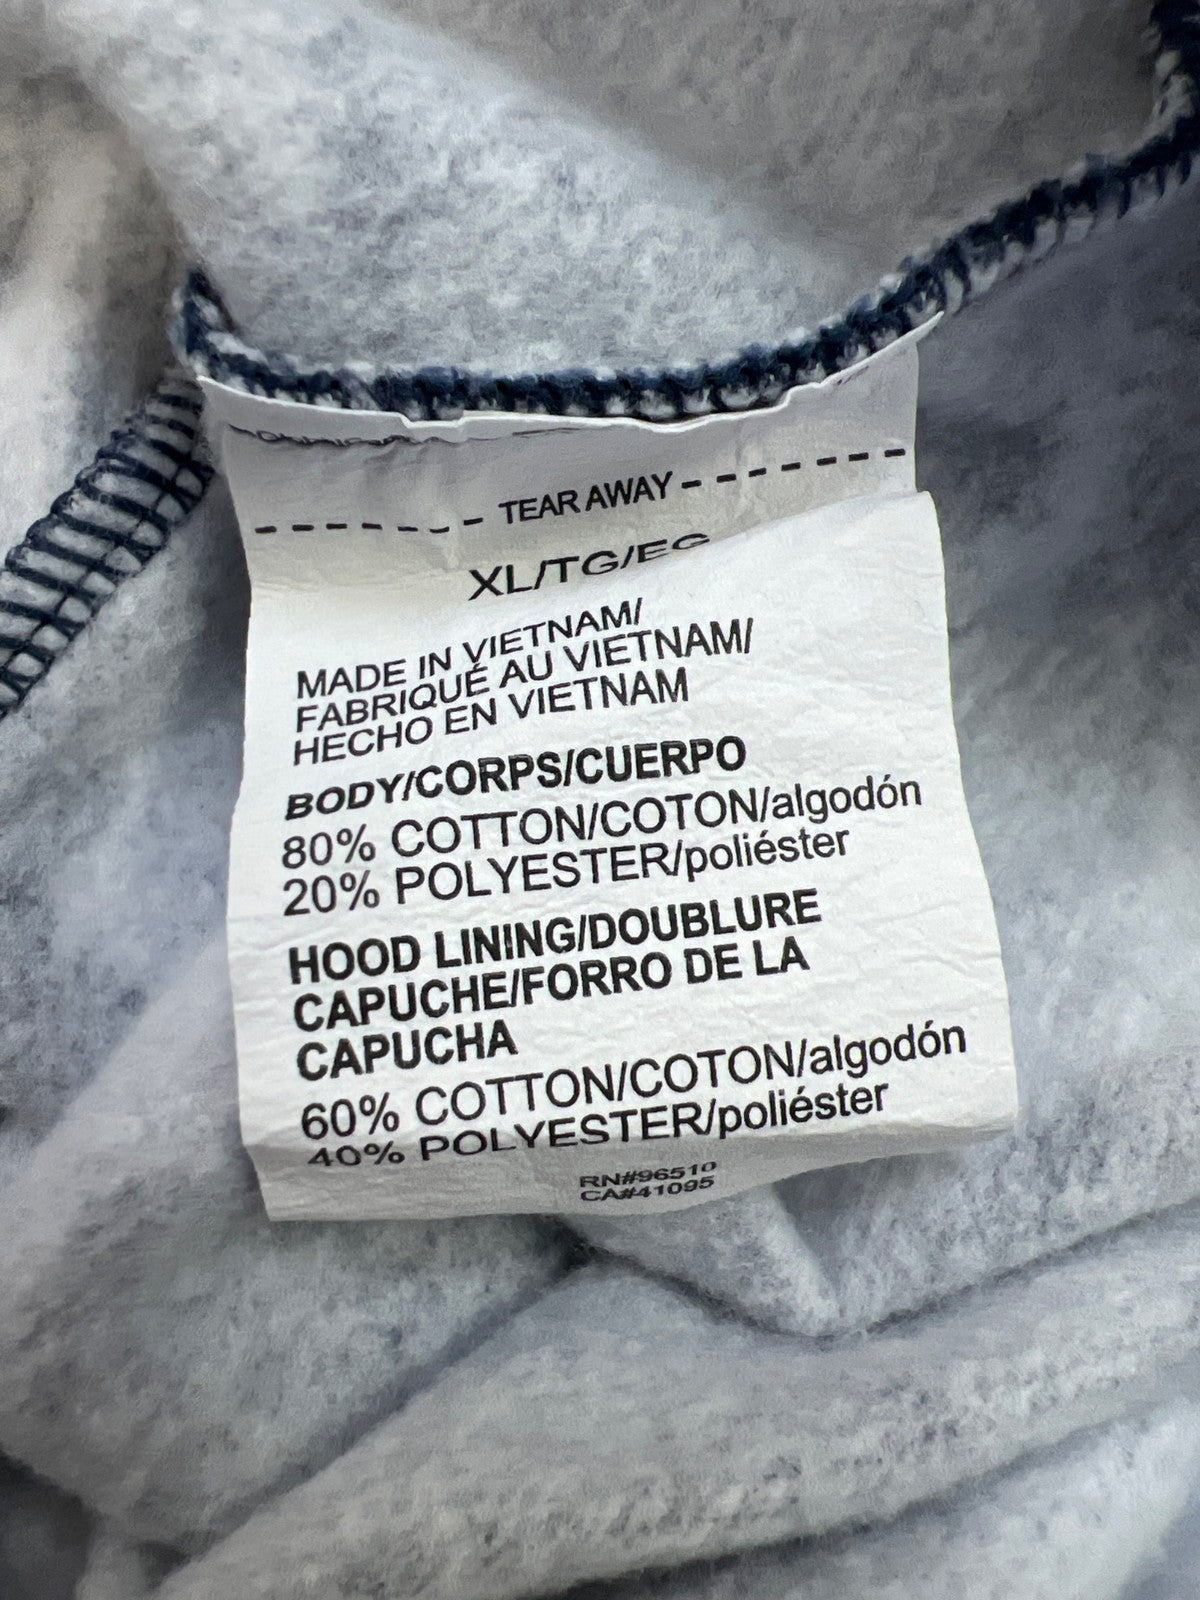 TEAR AWAY
XL/TG/EG
MADE IN VIETNAM/
FABRIQUÉ AU VIETNAM/
HECHO EN VIETNAM
BODY/CORPS/CUERPO
80% COTTON/COTON/algodón
20% POLYESTER/poliéster
HOOD LINING/DOUBLURE
CAPUCHE/FORRO DE LA
CAPUCHA
60% COTTON/COTON/algodón
40% POLYESTER/poliéster
RN#96510
CA#41095